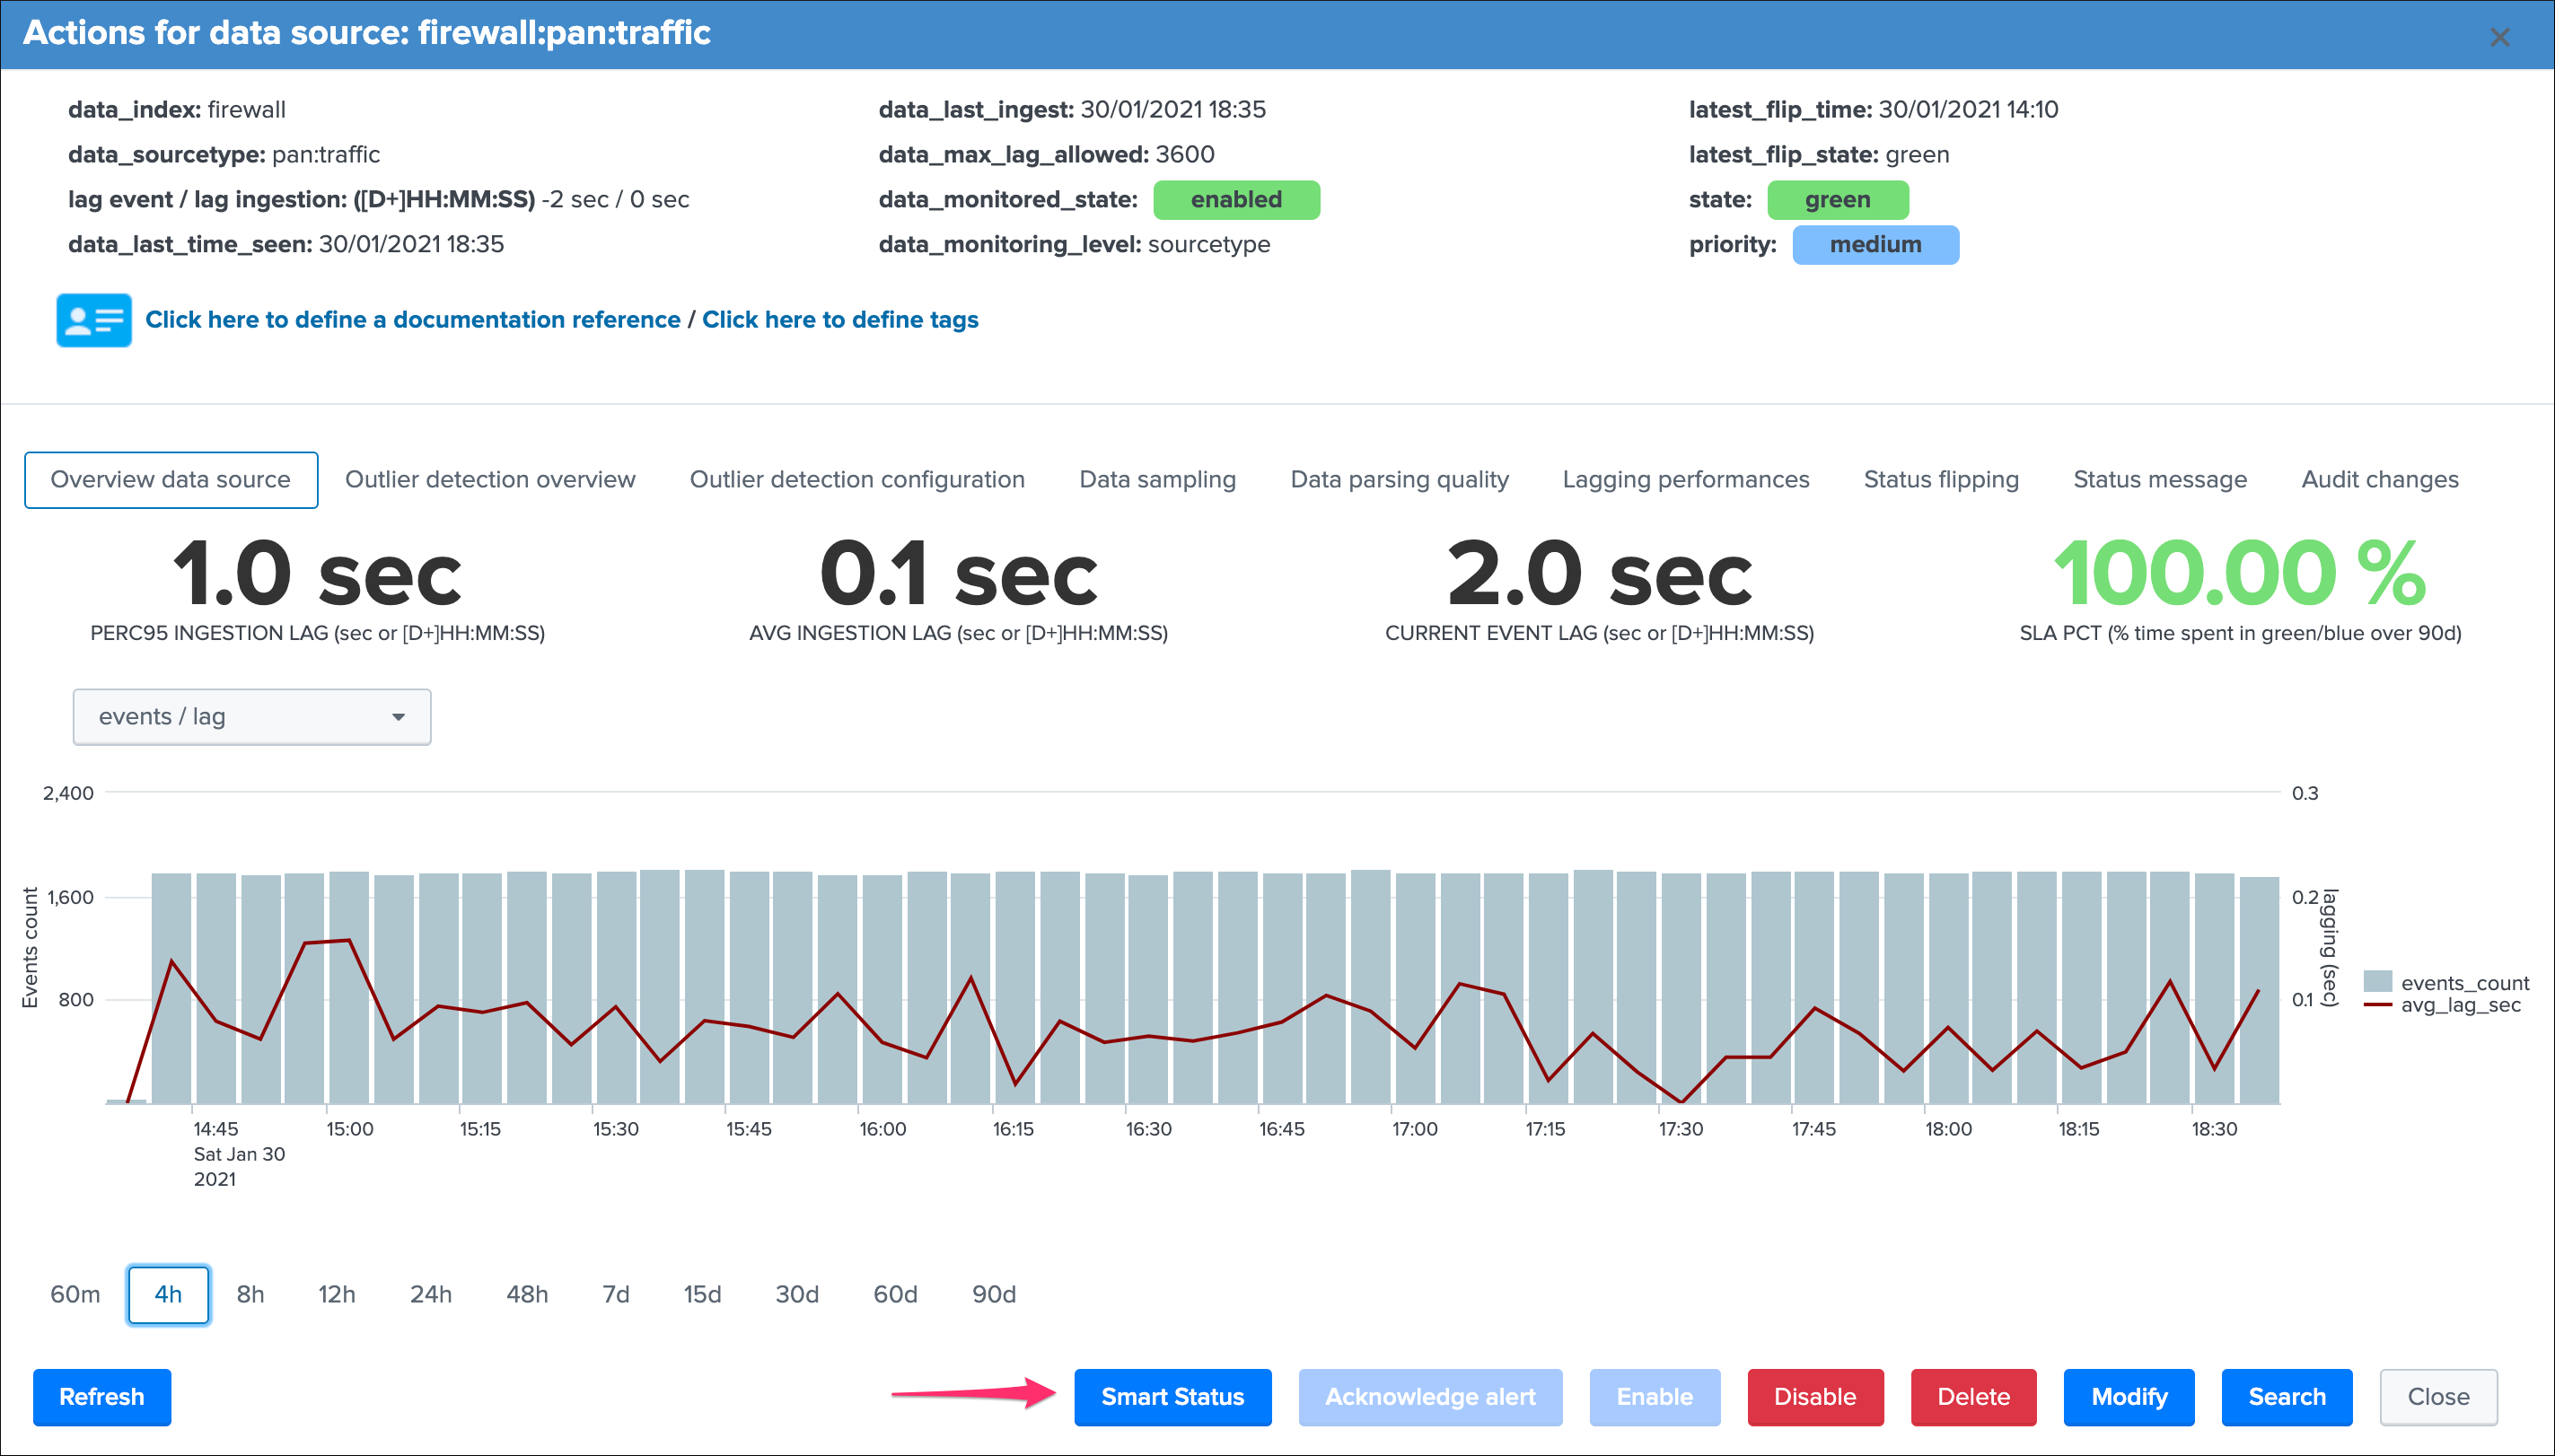 Actions for data source: firewall:pan:traffic
data_index: firewall
data_last_ingest: 30/01/2021 18:35
latest_flip_time: 30/01/2021 14:10
data_sourcetype: pan:traffic
data_max_lag_allowed: 3600
latest_flip_state: green
lag event / lag ingestion: ([D+]HH:MM:SS) -2 sec / 0 sec
data_monitored_state: enabled
state: green
data_last_time_seen: 30/01/2021 18:35
data_monitoring_level: sourcetype
priority: medium
Click here to define a documentation reference / Click here to define tags
Overview data source
Outlier detection overview
Outlier detection configuration
Data sampling
Data parsing quality
Lagging performances
Status flipping
Status message
Audit changes
1.0 sec
0.1 sec
2.0 sec
100.00 %
PERC95 INGESTION LAG (sec or [D+]HH:MM:SS)
AVG INGESTION LAG (sec or [D+]HH:MM:SS)
CURRENT EVENT LAG (sec or [D+]HH:MM:SS)
SLA PCT (% time spent in green/blue over 90d)
events / lag
2,400
1,600
800
Events count
0.3
0.2
0.1
lagging (sec)
events_count
avg_lag_sec
14:45
15:00
15:15
15:30
15:45
16:00
16:15
16:30
16:45
17:00
17:15
17:30
17:45
18:00
18:15
18:30
Sat Jan 30
2021
60m
4h
8h
12h
24h
48h
7d
15d
30d
60d
90d
Refresh
Smart Status
Acknowledge alert
Enable
Disable
Delete
Modify
Search
Close